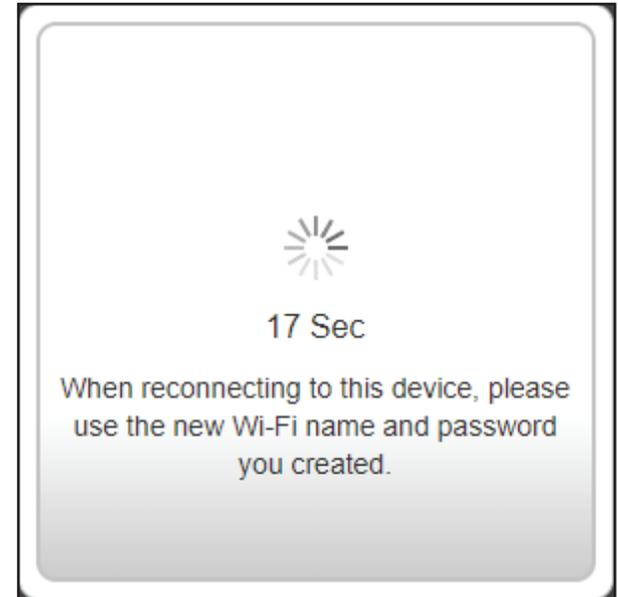 17 Sec
When reconnecting to this device, please
use the new Wi-Fi name and password
you created.